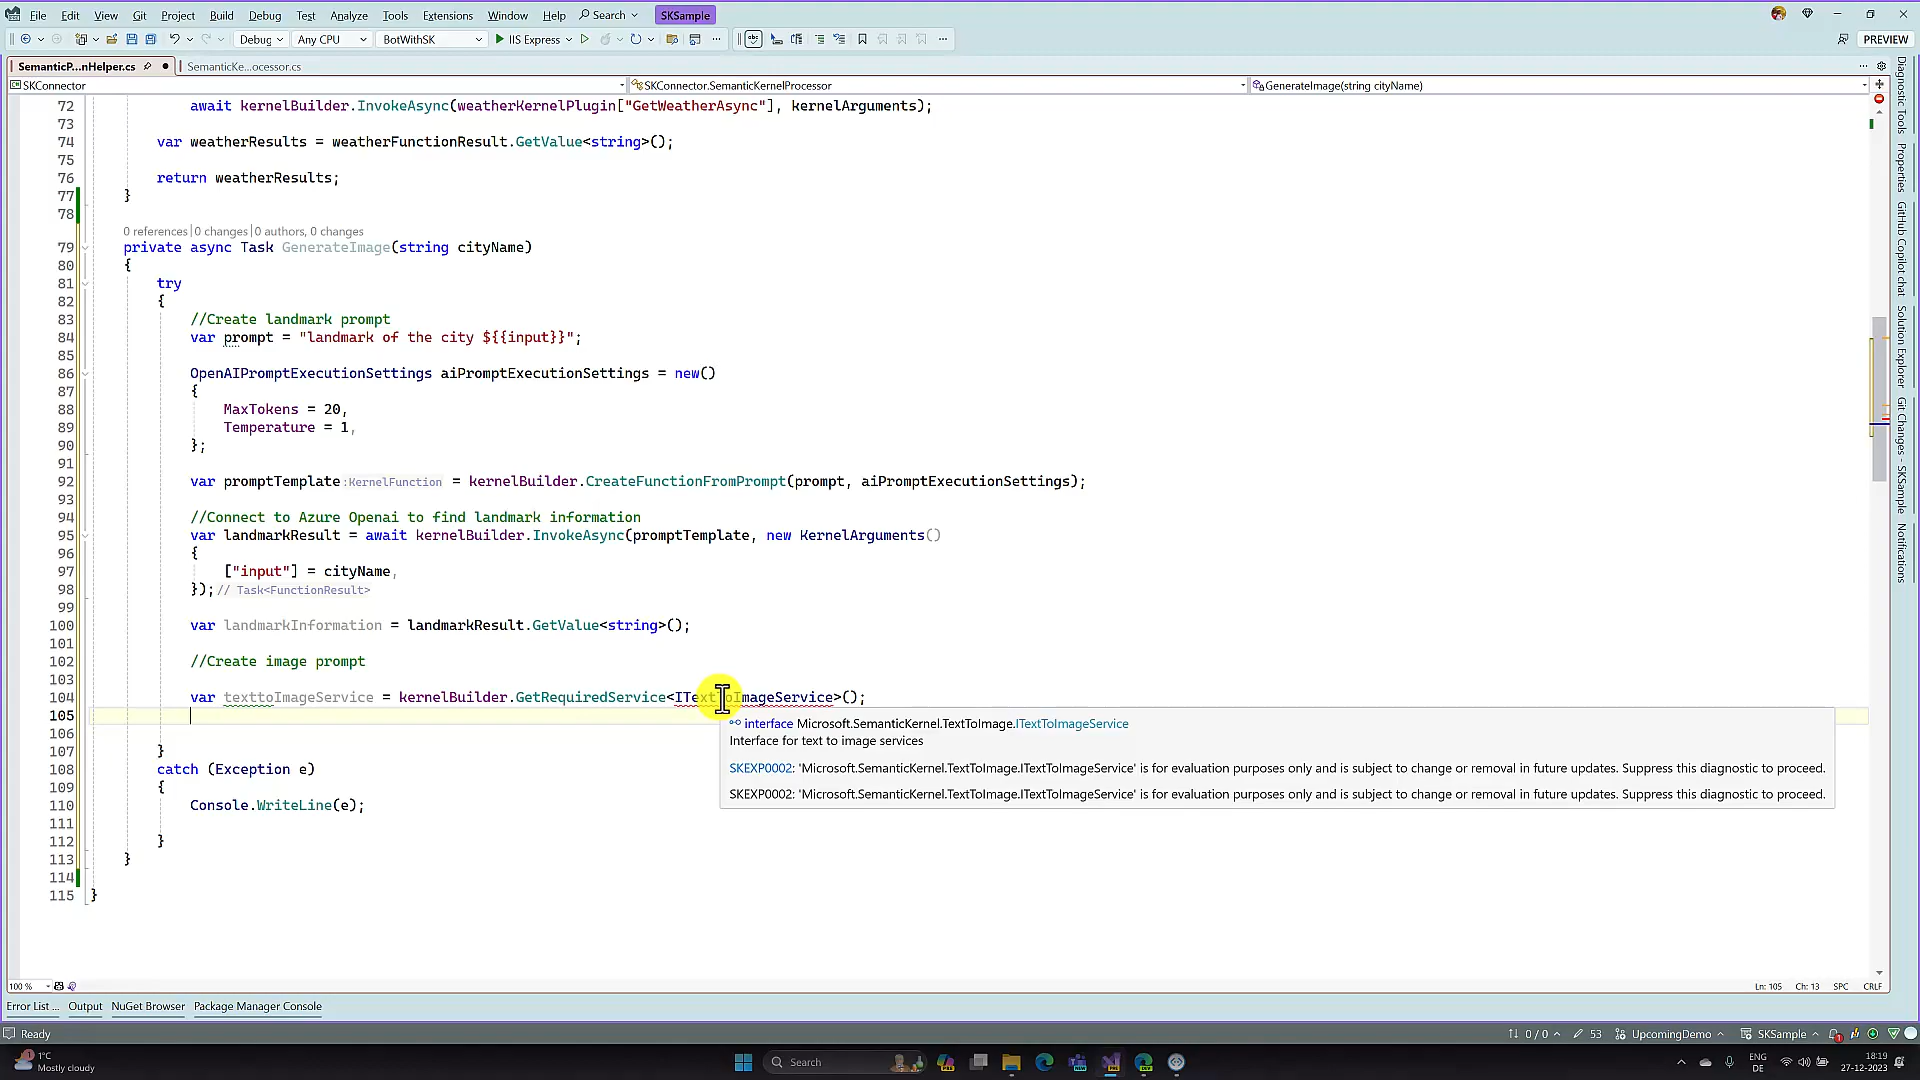 File Edit View Git Project Build Debug Test Analyze Tools Extensions Window Help Search SKSample
Debug Any CPU BotWithSK IIS Express PREVIEW
SemanticP...nHelper.cs SemanticKe...ocessor.cs
SKConnector SKConnector.SemanticKernelProcessor GenerateImage(string cityName)
72 await kernelBuilder.InvokeAsync(weatherKernelPlugin["GetWeatherAsync"], kernelArguments);
73
74 var weatherResults = weatherFunctionResult.GetValue<string>();
75
76 return weatherResults;
77 }
78
0 references | 0 changes | 0 authors, 0 changes
79 private async Task GenerateImage(string cityName)
80 {
81 try
82 {
83 //Create landmark prompt
84 var prompt = "landmark of the city ${{input}}";
85
86 OpenAIPromptExecutionSettings aiPromptExecutionSettings = new()
87 {
88 MaxTokens = 20,
89 Temperature = 1,
90 };
91
92 var promptTemplate:KernelFunction = kernelBuilder.CreateFunctionFromPrompt(prompt, aiPromptExecutionSettings);
93
94 //Connect to Azure Openai to find landmark information
95 var landmarkResult = await kernelBuilder.InvokeAsync(promptTemplate, new KernelArguments()
96 {
97 ["input"] = cityName,
98 }); // Task<FunctionResult>
99
100 var landmarkInformation = landmarkResult.GetValue<string>();
101
102 //Create image prompt
103
104 var texttoImageService = kernelBuilder.GetRequiredService<ITextToImageService>();
105
interface Microsoft.SemanticKernel.TextToImage.ITextToImageService
Interface for text to image services
SKEXP0002: 'Microsoft.SemanticKernel.TextToImage.ITextToImageService' is for evaluation purposes only and is subject to change or removal in future updates. Suppress this diagnostic to proceed.
SKEXP0002: 'Microsoft.SemanticKernel.TextToImage.ITextToImageService' is for evaluation purposes only and is subject to change or removal in future updates. Suppress this diagnostic to proceed.
106
107 }
108 catch (Exception e)
109 {
110 Console.WriteLine(e);
111
112 }
113 }
114
115 }
Diagnostic Tools
Properties
GitHub Copilot chat
Solution Explorer
Git Changes - SKSample
Notifications
100 % Ln: 105 Ch: 13 SPC CRLF
Error List ... Output NuGet Browser Package Manager Console
Ready 0 / 0 53 UpcomingDemo SKSample
1°C
Mostly cloudy
Search
ENG
DE
18:19
27-12-2023